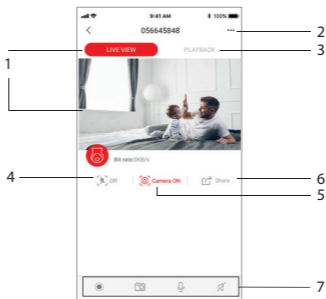 9:41 AM 100%
056645848 ••• 2
1 LIVE VIEW PLAYBACK 3
Bit rate:0KB/s
4 Off Camera ON Share 6
5
7